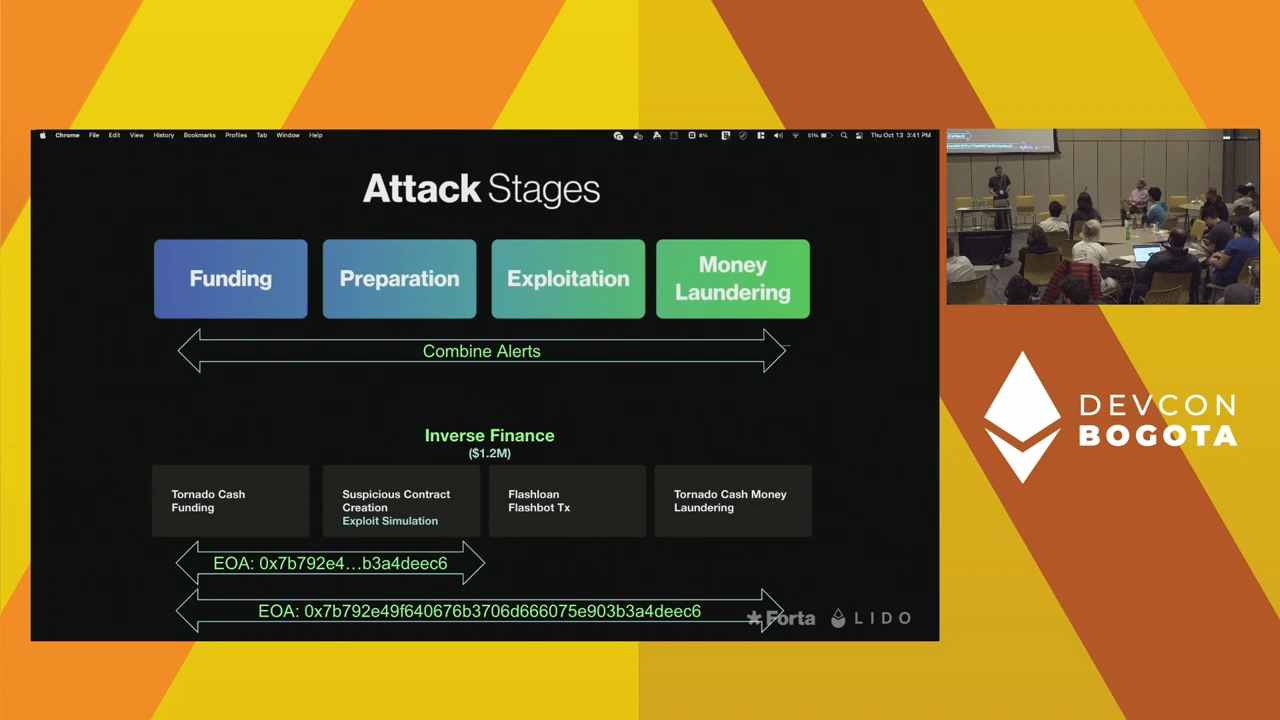 Chrome File Edit View History Bookmarks Profiles Tab Window Help
8% 51% Thu Oct 13 3:41 PM
Attack Stages
Funding
Preparation
Exploitation
Money
Laundering
Combine Alerts
Inverse Finance
($1.2M)
Tornado Cash
Funding
Suspicious Contract
Creation
Exploit Simulation
Flashloan
Flashbot Tx
Tornado Cash Money
Laundering
EOA: 0x7b792e4...b3a4deec6
EOA: 0x7b792e49f640676b3706d666075e903b3a4deec6
Forta
LIDO
DEVCON
BOGOTA